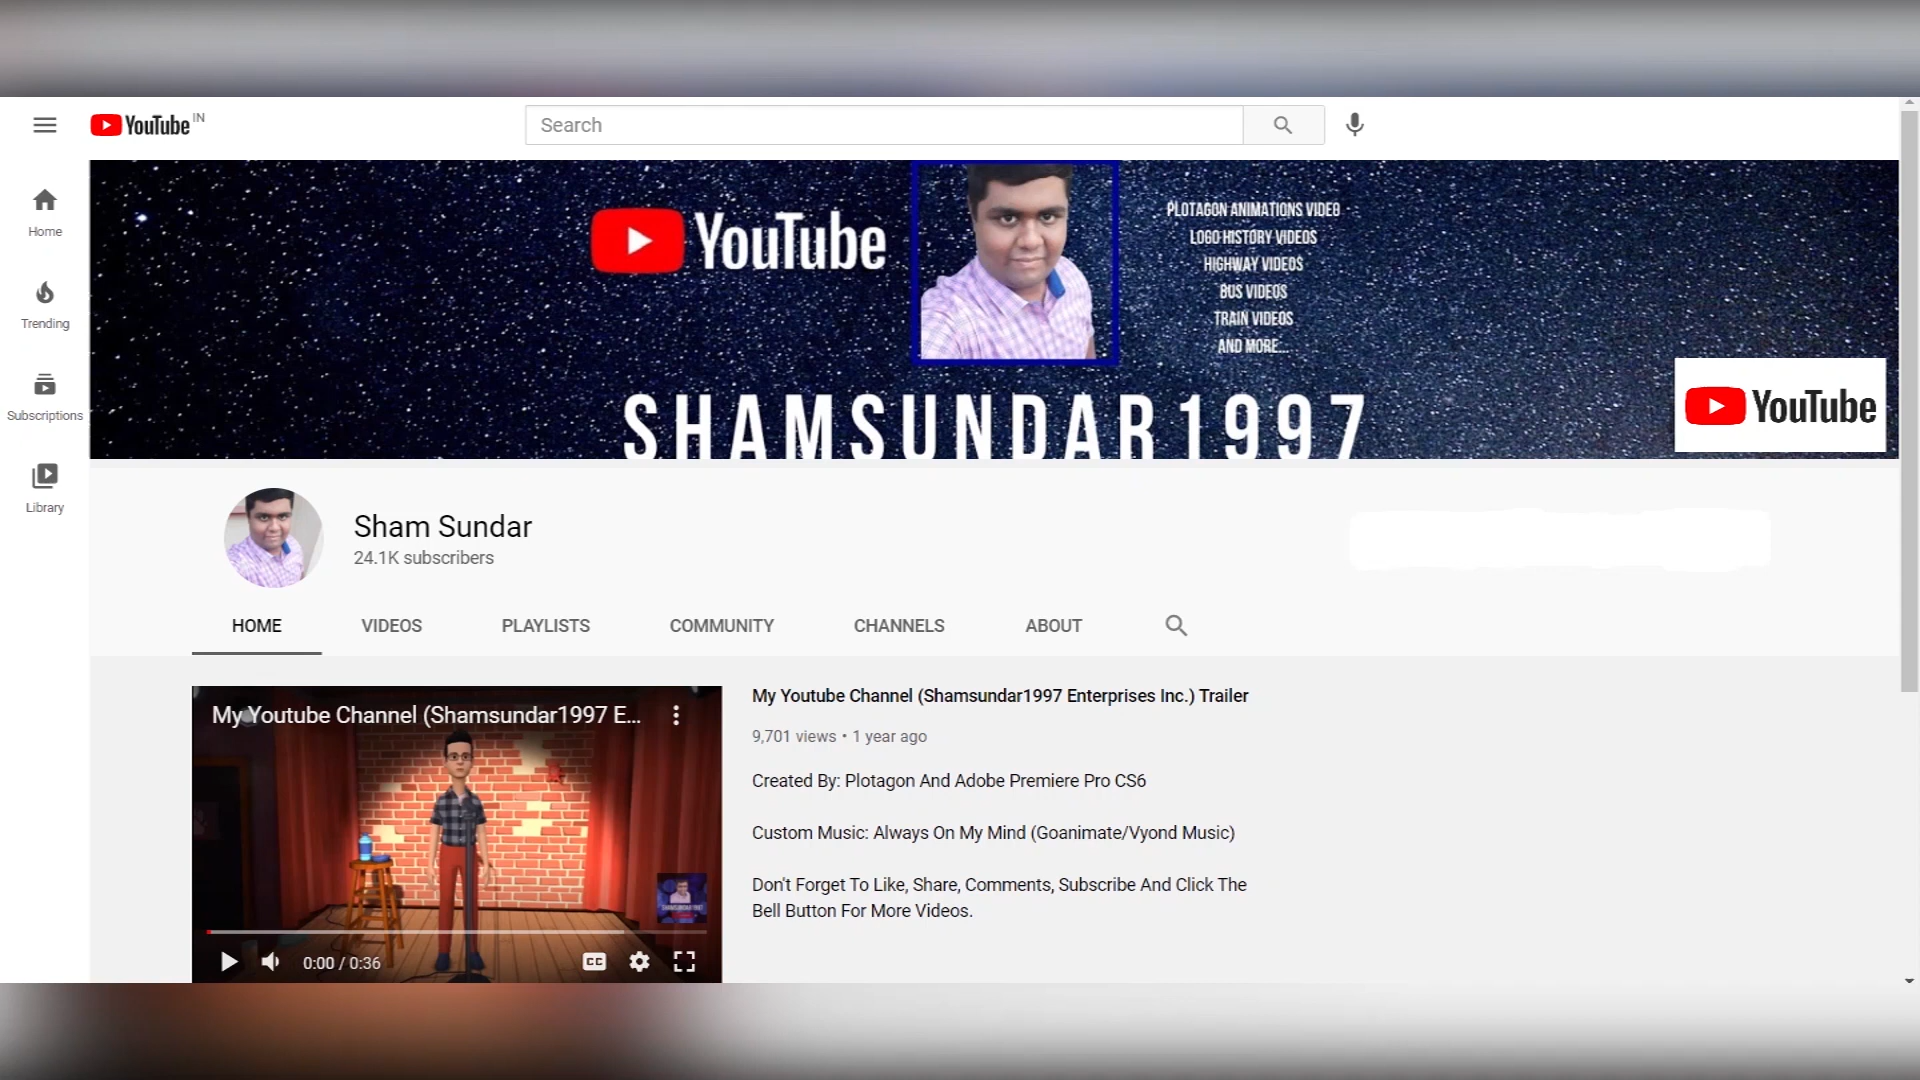 YouTube IN
Search
Home
Trending
Subscriptions
Library
YouTube
PLOTAGON ANIMATIONS VIDEO
LOGO HISTORY VIDEOS
HIGHWAY VIDEOS
BUS VIDEOS
TRAIN VIDEOS
AND MORE...
SHAMSUNDAR1997
YouTube
Sham Sundar
24.1K subscribers
HOME VIDEOS PLAYLISTS COMMUNITY CHANNELS ABOUT
My Youtube Channel (Shamsundar1997 E...
SHAMSUNDAR1997
0:00 / 0:36
CC
My Youtube Channel (Shamsundar1997 Enterprises Inc.) Trailer
9,701 views • 1 year ago
Created By: Plotagon And Adobe Premiere Pro CS6
Custom Music: Always On My Mind (Goanimate/Vyond Music)
Don't Forget To Like, Share, Comments, Subscribe And Click The
Bell Button For More Videos.